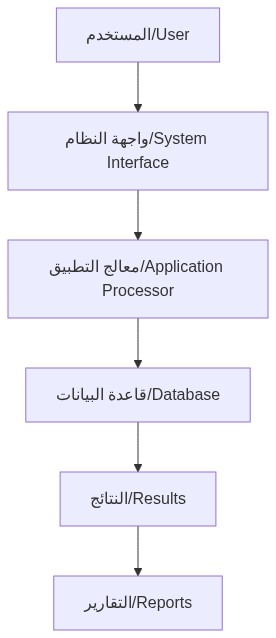 المستخدم/User
واجهة النظام/System
Interface
معالج التطبيق/Application
Processor
قاعدة البيانات/Database
النتائج/Results
التقارير/Reports